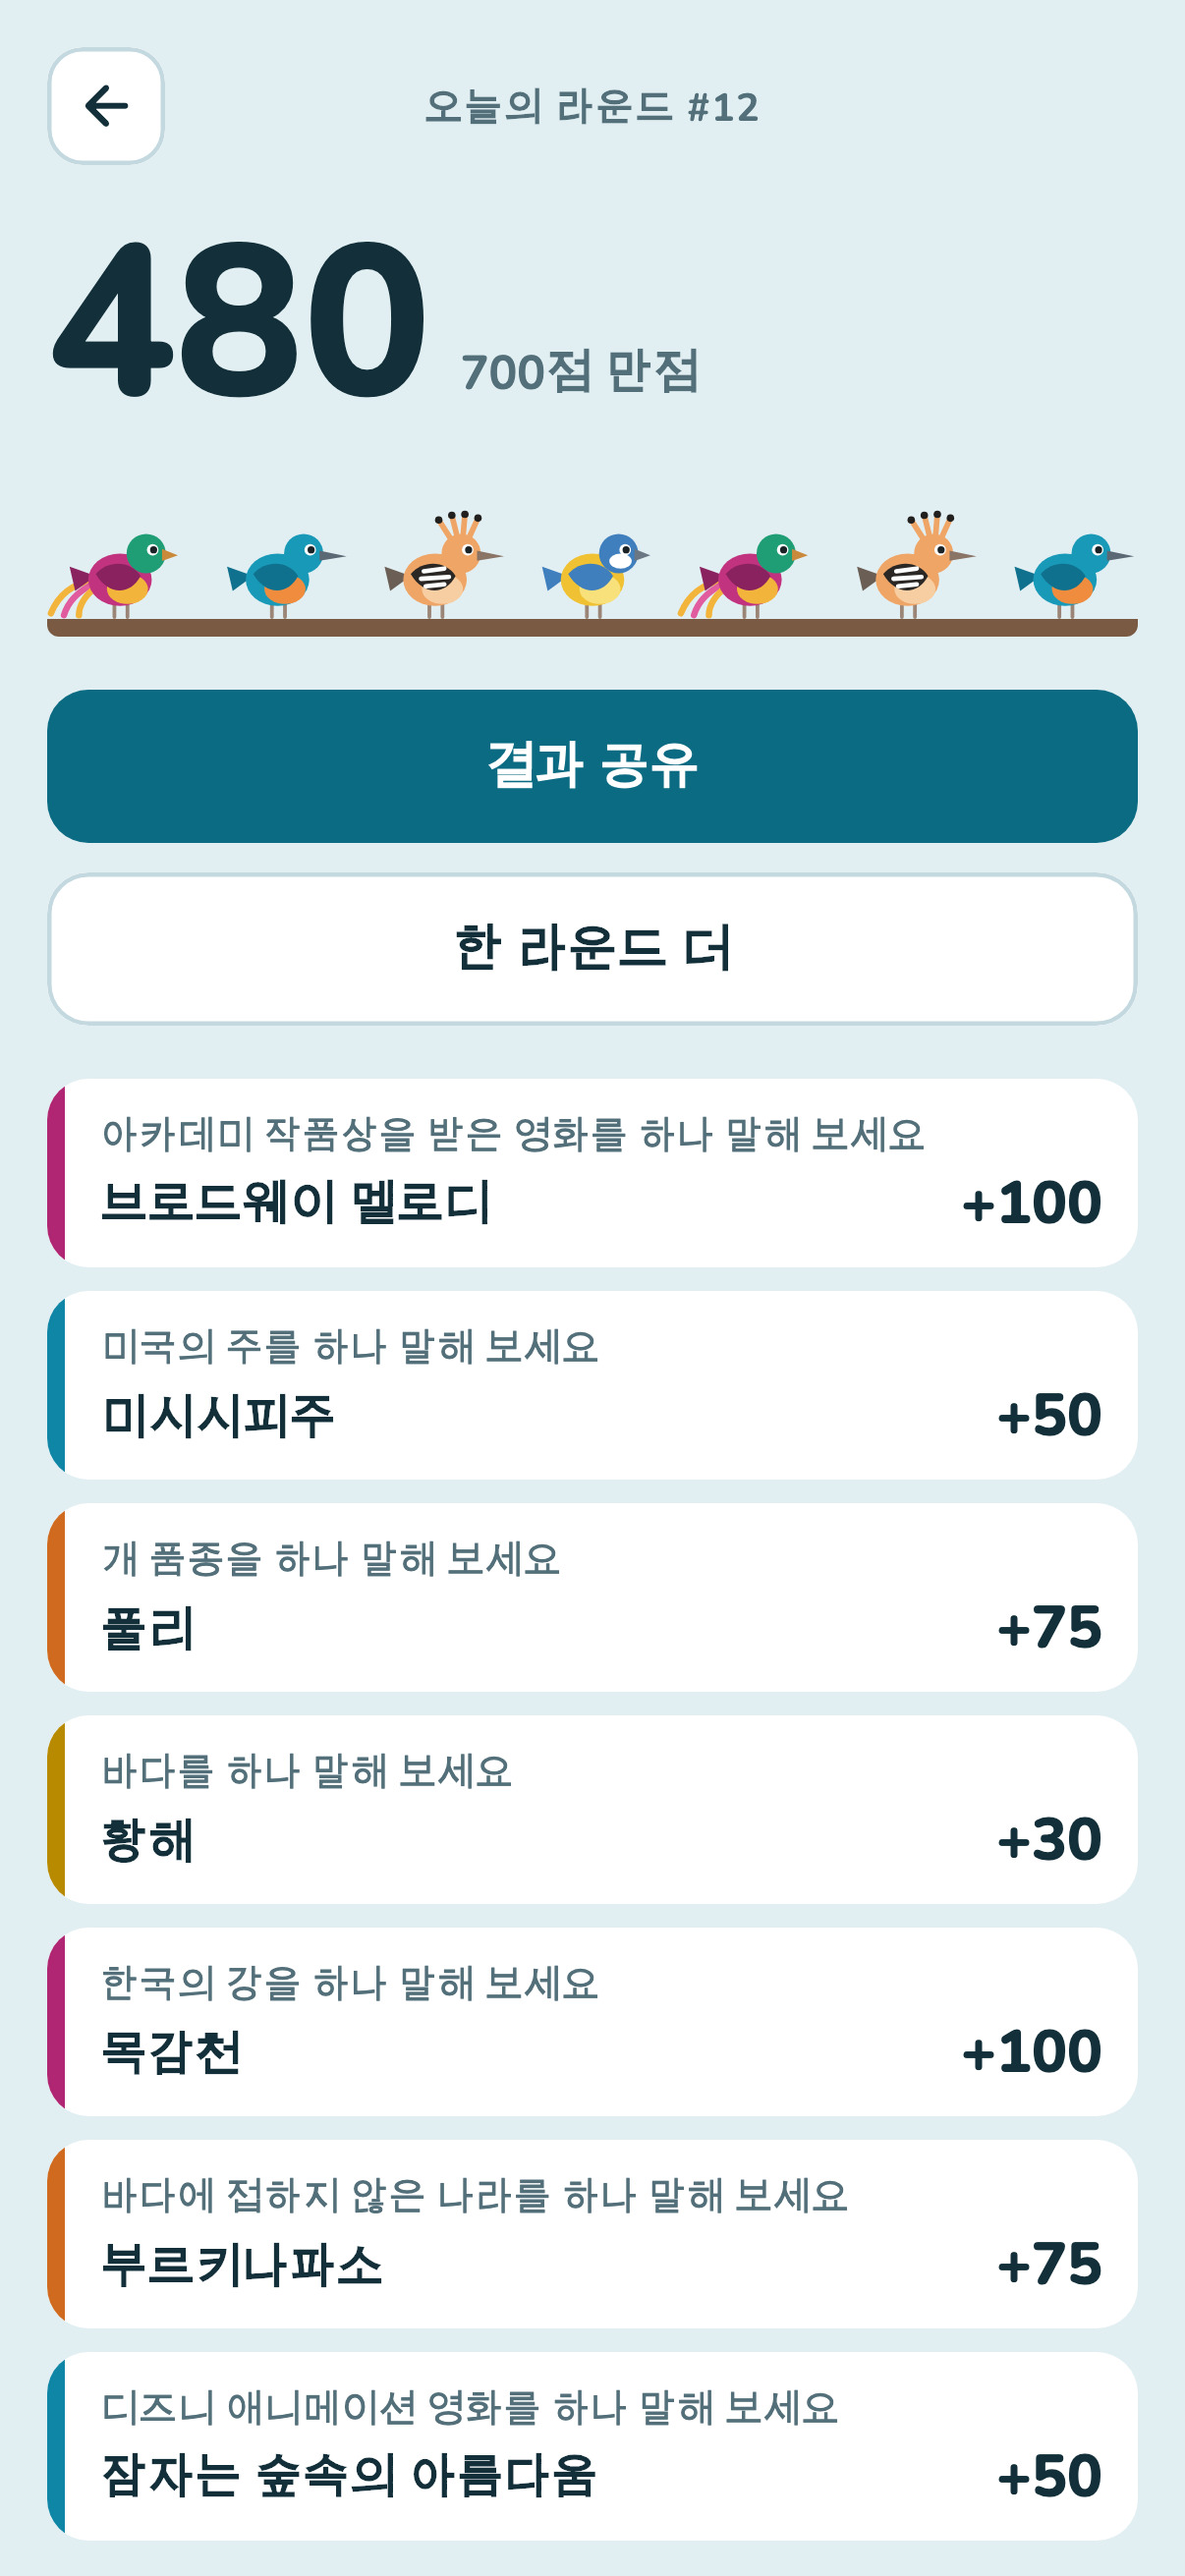 오늘의 라운드 #12
480 700점 만점
결과 공유
한 라운드 더
아카데미 작품상을 받은 영화를 하나 말해 보세요
브로드웨이 멜로디 +100
미국의 주를 하나 말해 보세요
미시시피주 +50
개 품종을 하나 말해 보세요
풀리 +75
바다를 하나 말해 보세요
황해 +30
한국의 강을 하나 말해 보세요
목감천 +100
바다에 접하지 않은 나라를 하나 말해 보세요
부르키나파소 +75
디즈니 애니메이션 영화를 하나 말해 보세요
잠자는 숲속의 아름다움 +50